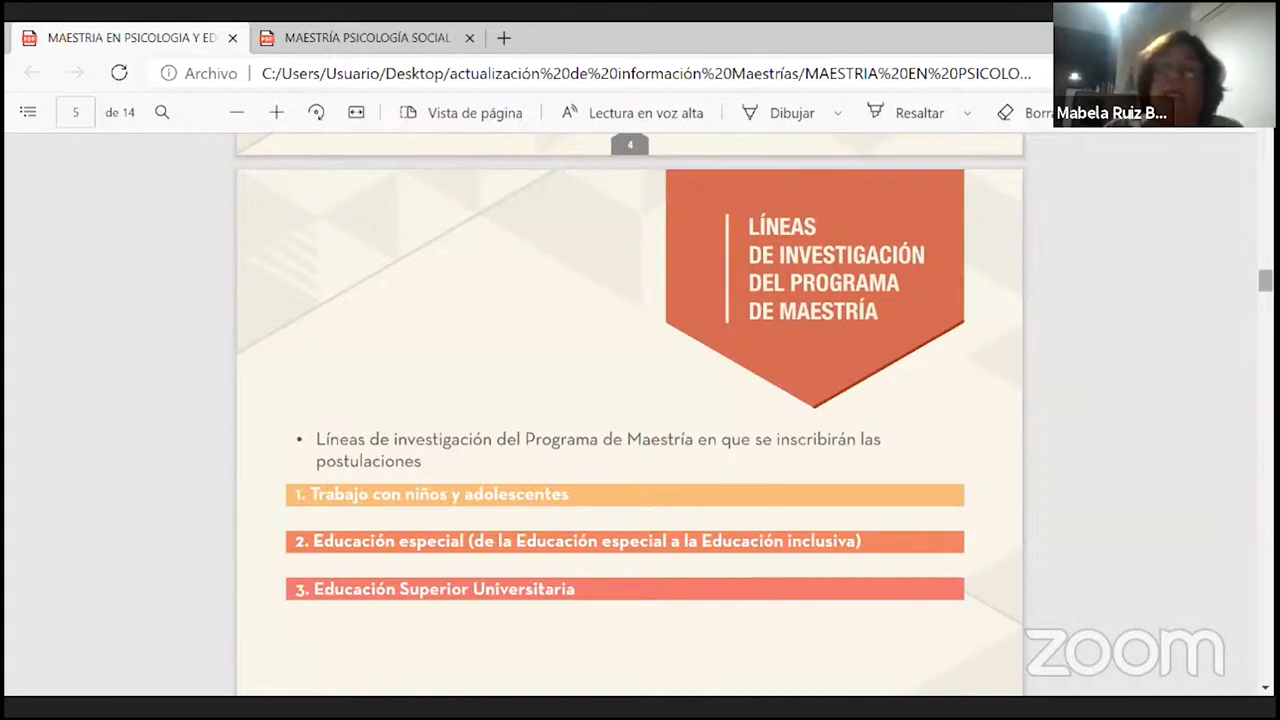 MAESTRIA EN PSICOLOGIA Y ED
MAESTRÍA PSICOLOGÍA SOCIAL
Archivo
C:/Users/Usuario/Desktop/actualización%20de%20información%20Maestrías/MAESTRIA%20EN%20PSICOLO...
5 de 14
Vista de página
Lectura en voz alta
Dibujar
Resaltar
Borr
Mabela Ruiz B...
4
LÍNEAS
DE INVESTIGACIÓN
DEL PROGRAMA
DE MAESTRÍA
• Líneas de investigación del Programa de Maestría en que se inscribirán las
postulaciones
1. Trabajo con niños y adolescentes
2. Educación especial (de la Educación especial a la Educación inclusiva)
3. Educación Superior Universitaria
zoom